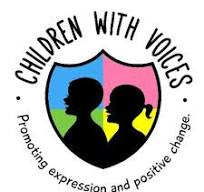 · CHILDREN WITH VOICES ·
Promoting expression and positive change.